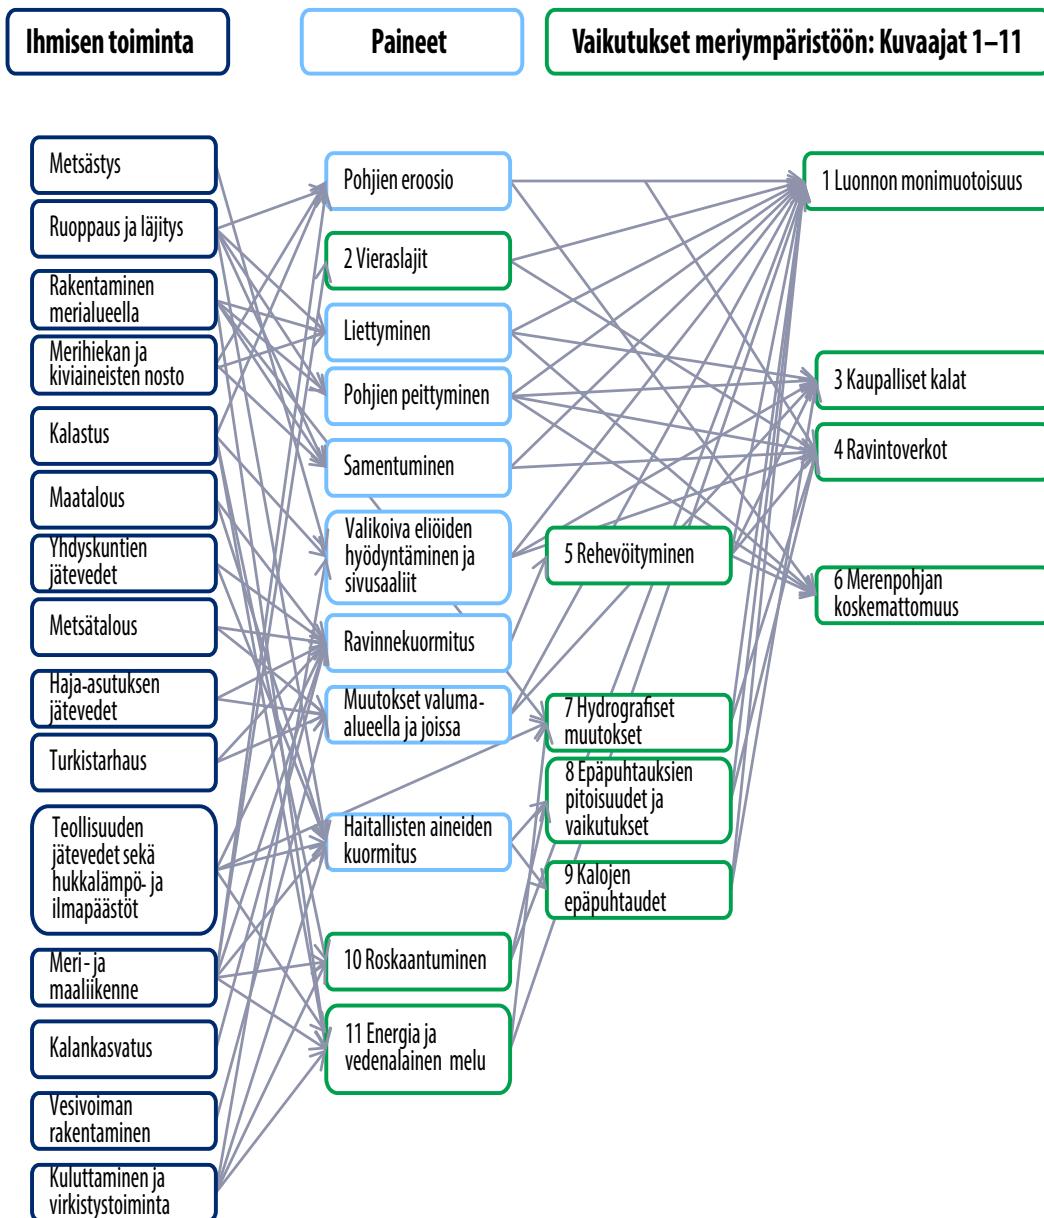 Ihmisen toiminta
Paineet
Vaikutukset meriympäristöön: Kuvaajat 1–11
Metsästys
Ruoppaus ja läjitys
Rakentaminen
merialueella
Merihiekan ja
kiviaineisten nosto
Kalastus
Maatalous
Yhdyskuntien
jätevedet
Metsätalous
Haja-asutuksen
jätevedet
Turkistarhaus
Teollisuuden
jätevedet sekä
hukkalämpö- ja
ilmapäästöt
Meri- ja
maaliikenne
Kalankasvatus
Vesivoiman
rakentaminen
Kuluttaminen ja
virkistystoiminta
Pohjien eroosio
2 Vieraslajit
Liettyminen
Pohjien peittyminen
Samentuminen
Valikoiva eliöiden
hyödyntäminen ja
sivusaaliit
Ravinnekuormitus
Muutokset valuma-
alueella ja joissa
Haitallisten aineiden
kuormitus
10 Roskaantuminen
11 Energia ja
vedenalainen melu
5 Rehevöityminen
7 Hydrografiset
muutokset
8 Epäpuhtauksien
pitoisuudet ja
vaikutukset
9 Kalojen
epäpuhtaudet
1 Luonnon monimuotoisuus
3 Kaupalliset kalat
4 Ravintoverkot
6 Merenpohjan
koskemattomuus